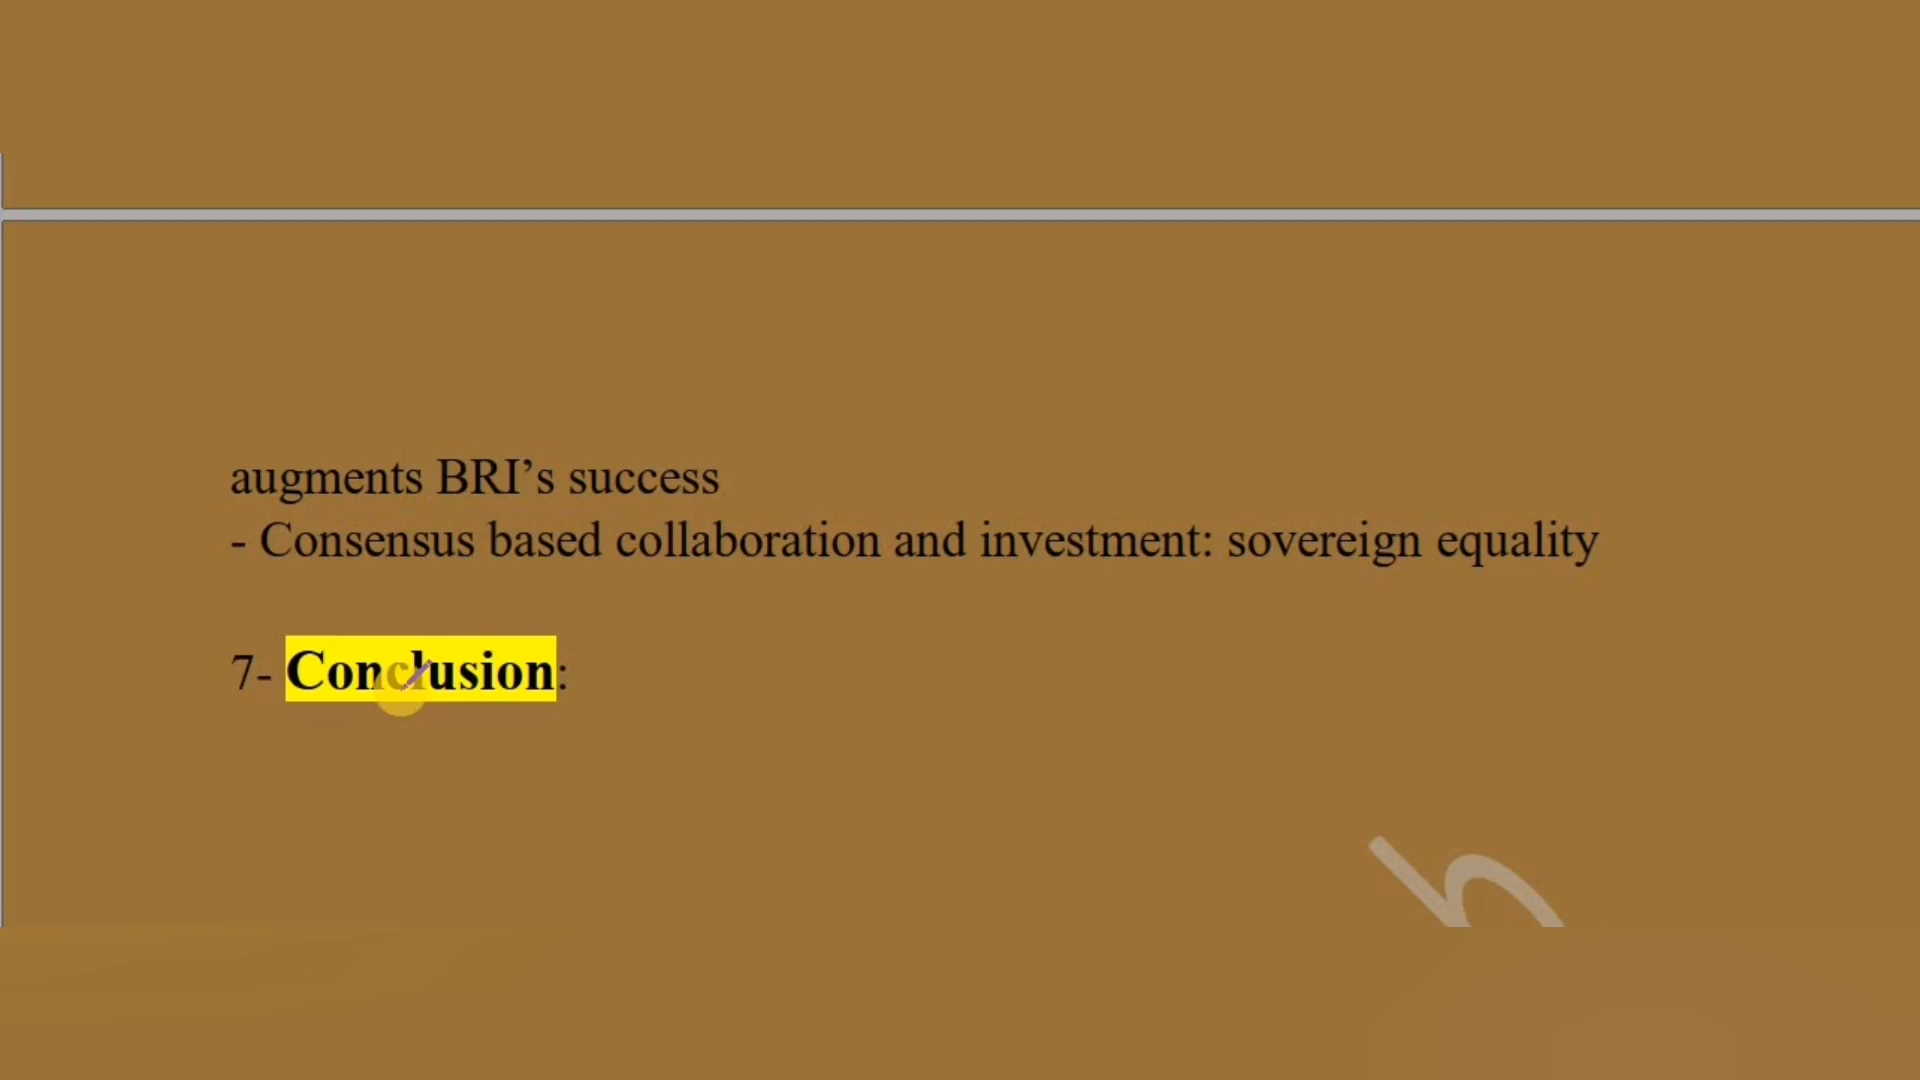 augments BRI’s success
- Consensus based collaboration and investment: sovereign equality
7- Conclusion: